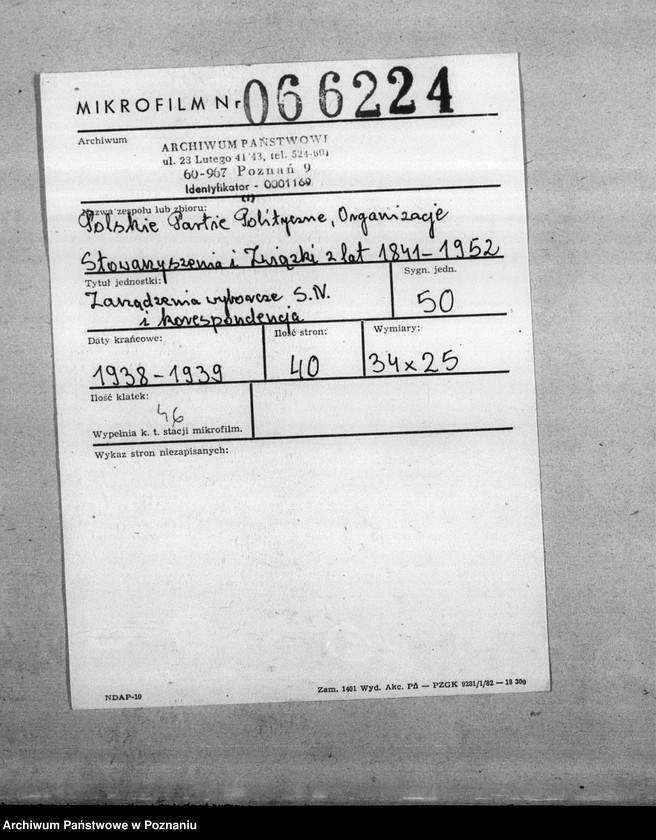 MIKROFILM Nr 066224
Archiwum
ARCHIWUM PAŃSTWOWE
ul. 23 Lutego 41/43, tel. 524-601
60-967 Poznań 9
Identyfikator - 0001169
Nazwa zespołu lub zbioru:
Polskie Partie Polityczne, Organizacje
Stowarzyszenia i Związki z lat 1841-1952
Tytuł jednostki:
Sygn. jedn.
Zarządzenia wyborcze S.N.
i korespondencja
50
Daty krańcowe:
Ilość stron:
Wymiary:
1938-1939
40
34x25
Ilość klatek:
46
Wypełnia k. t. stacji mikrofilm.
Wykaz stron niezapisanych:
NDAP-10
Zam. 1401 Wyd. Akc. Pń — PZGK 9281/1/82 — 18 300
Archiwum Państwowe w Poznaniu